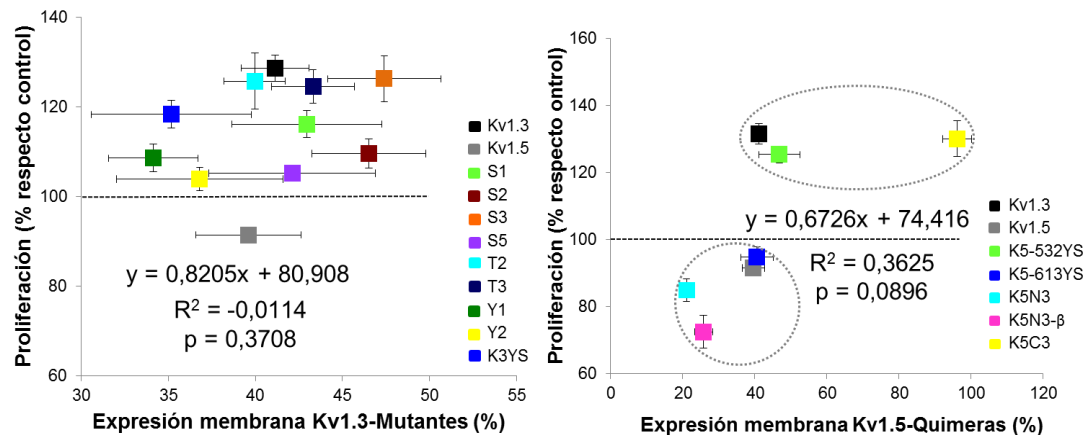 Proliferación (% respecto control)
140
120
100
80
60
30
35
40
45
50
55
Expresión membrana Kv1.3-Mutantes (%)
y = 0,8205x + 80,908
R² = -0,0114
p = 0,3708
Kv1.3
Kv1.5
S1
S2
S3
S5
T2
T3
Y1
Y2
K3YS
Proliferación (% respecto ontrol)
160
140
120
100
80
60
0
20
40
60
80
100
120
Expresión membrana Kv1.5-Quimeras (%)
y = 0,6726x + 74,416
R² = 0,3625
p = 0,0896
Kv1.3
Kv1.5
K5-532YS
K5-613YS
K5N3
K5N3-β
K5C3